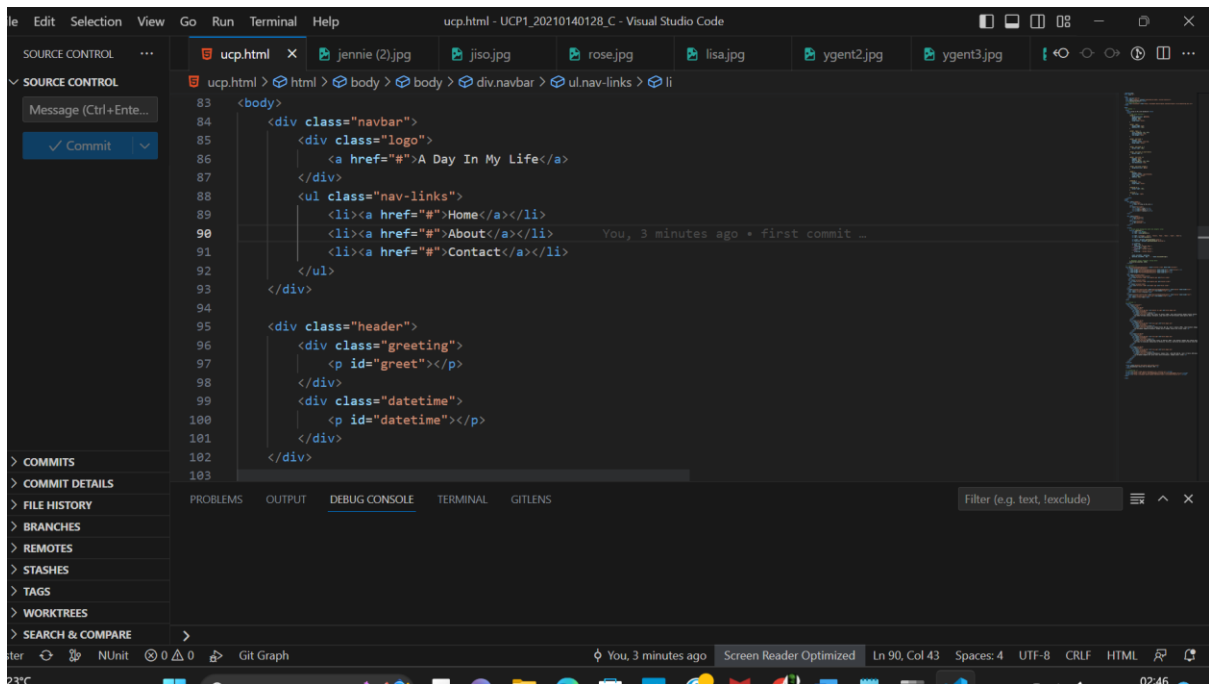 le Edit Selection View Go Run Terminal Help ucp.html - UCP1_20210140128_C - Visual Studio Code
SOURCE CONTROL ···
ucp.html
jennie (2).jpg
jiso.jpg
rose.jpg
lisa.jpg
ygent2.jpg
ygent3.jpg
SOURCE CONTROL
Message (Ctrl+Ente...
Commit
ucp.html > html > body > body > div.navbar > ul.nav-links > li
83 <body>
84 <div class="navbar">
85 <div class="logo">
86 <a href="#">A Day In My Life</a>
87 </div>
88 <ul class="nav-links">
89 <li><a href="#">Home</a></li>
90 <li><a href="#">About</a></li> You, 3 minutes ago • first commit …
91 <li><a href="#">Contact</a></li>
92 </ul>
93 </div>
94
95 <div class="header">
96 <div class="greeting">
97 <p id="greet"></p>
98 </div>
99 <div class="datetime">
100 <p id="datetime"></p>
101 </div>
102 </div>
103
COMMITS
COMMIT DETAILS
FILE HISTORY
BRANCHES
REMOTES
STASHES
TAGS
WORKTREES
SEARCH & COMPARE
PROBLEMS OUTPUT DEBUG CONSOLE TERMINAL GITLENS Filter (e.g. text, !exclude)
>
ster NUnit 0 0 Git Graph You, 3 minutes ago Screen Reader Optimized Ln 90, Col 43 Spaces: 4 UTF-8 CRLF HTML
23°C 02:46